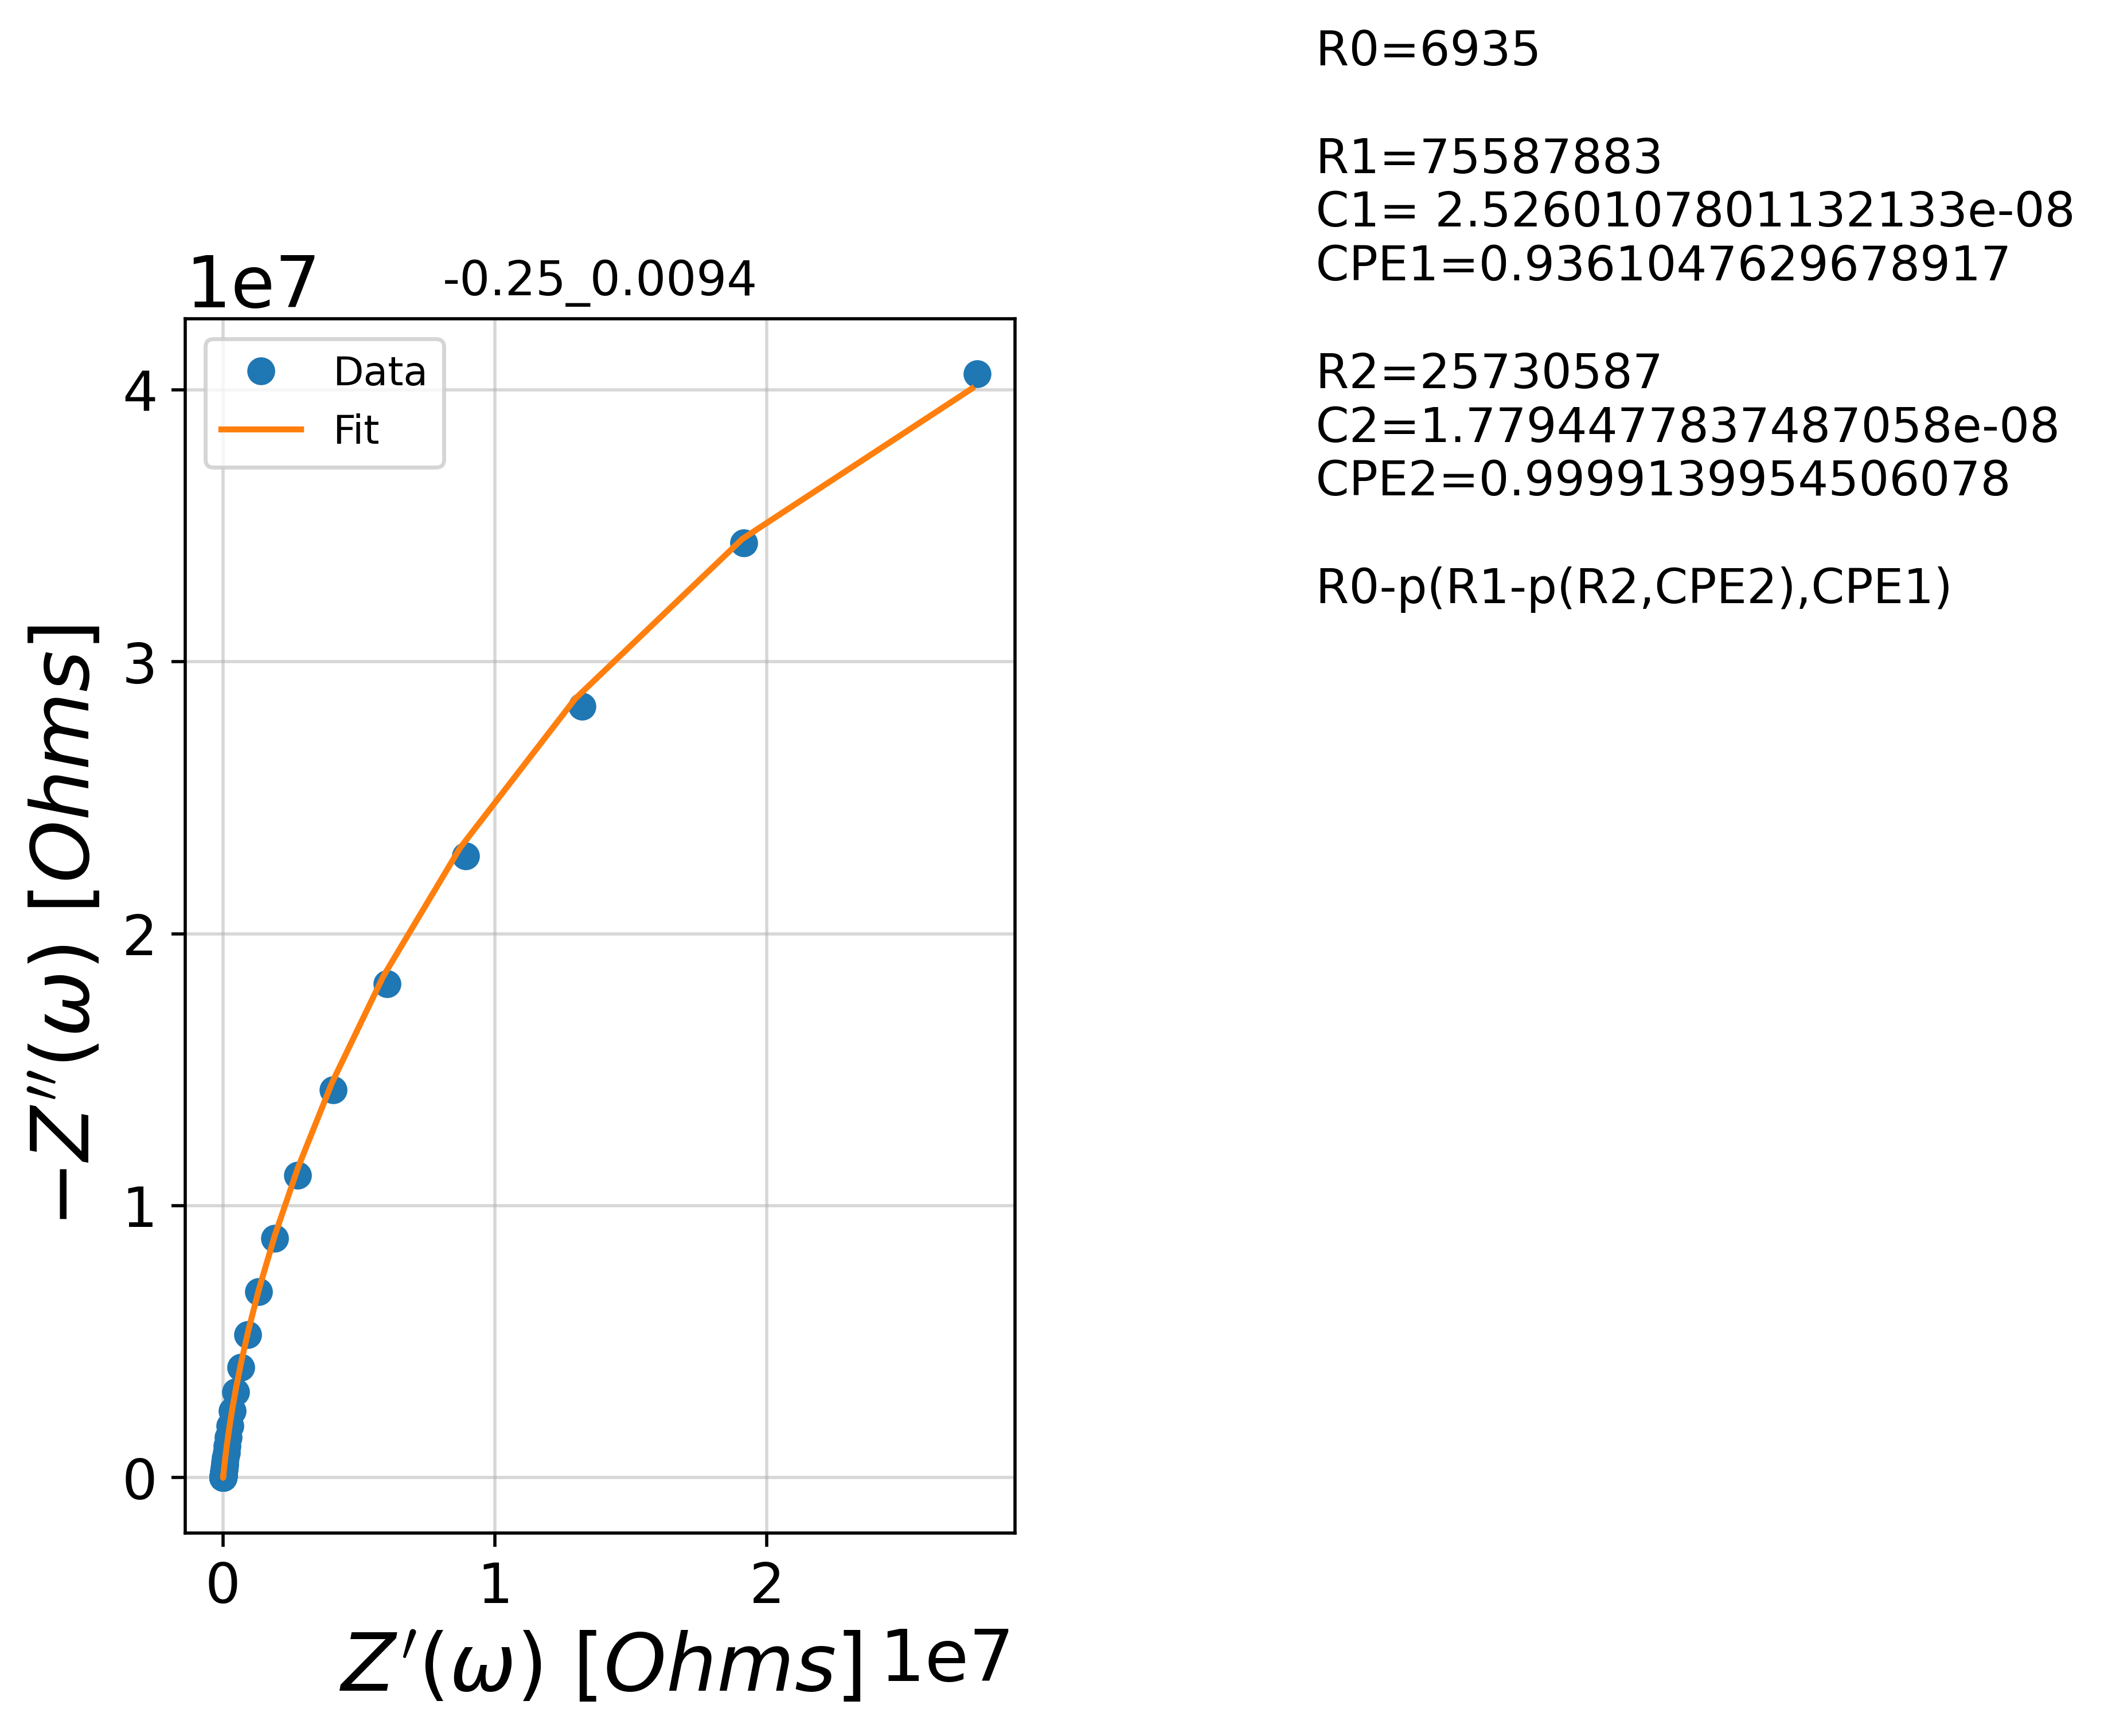 R0=6935
R1=75587883
C1= 2.5260107801132133e-08
CPE1=0.9361047629678917
R2=25730587
C2=1.7794477837487058e-08
CPE2=0.9999139954506078
R0-p(R1-p(R2,CPE2),CPE1)
1e7
-0.25_0.0094
Data
Fit
4
3
2
1
0
−Z′′(ω) [Ohms]
0 1 2
Z′(ω) [Ohms]
1e7